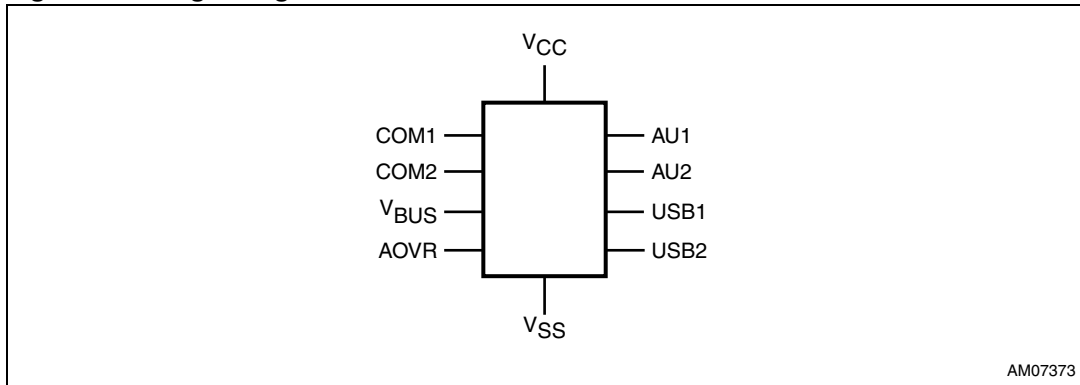 VCC
COM1
AU1
COM2
AU2
VBUS
USB1
AOVR
USB2
VSS
AM07373